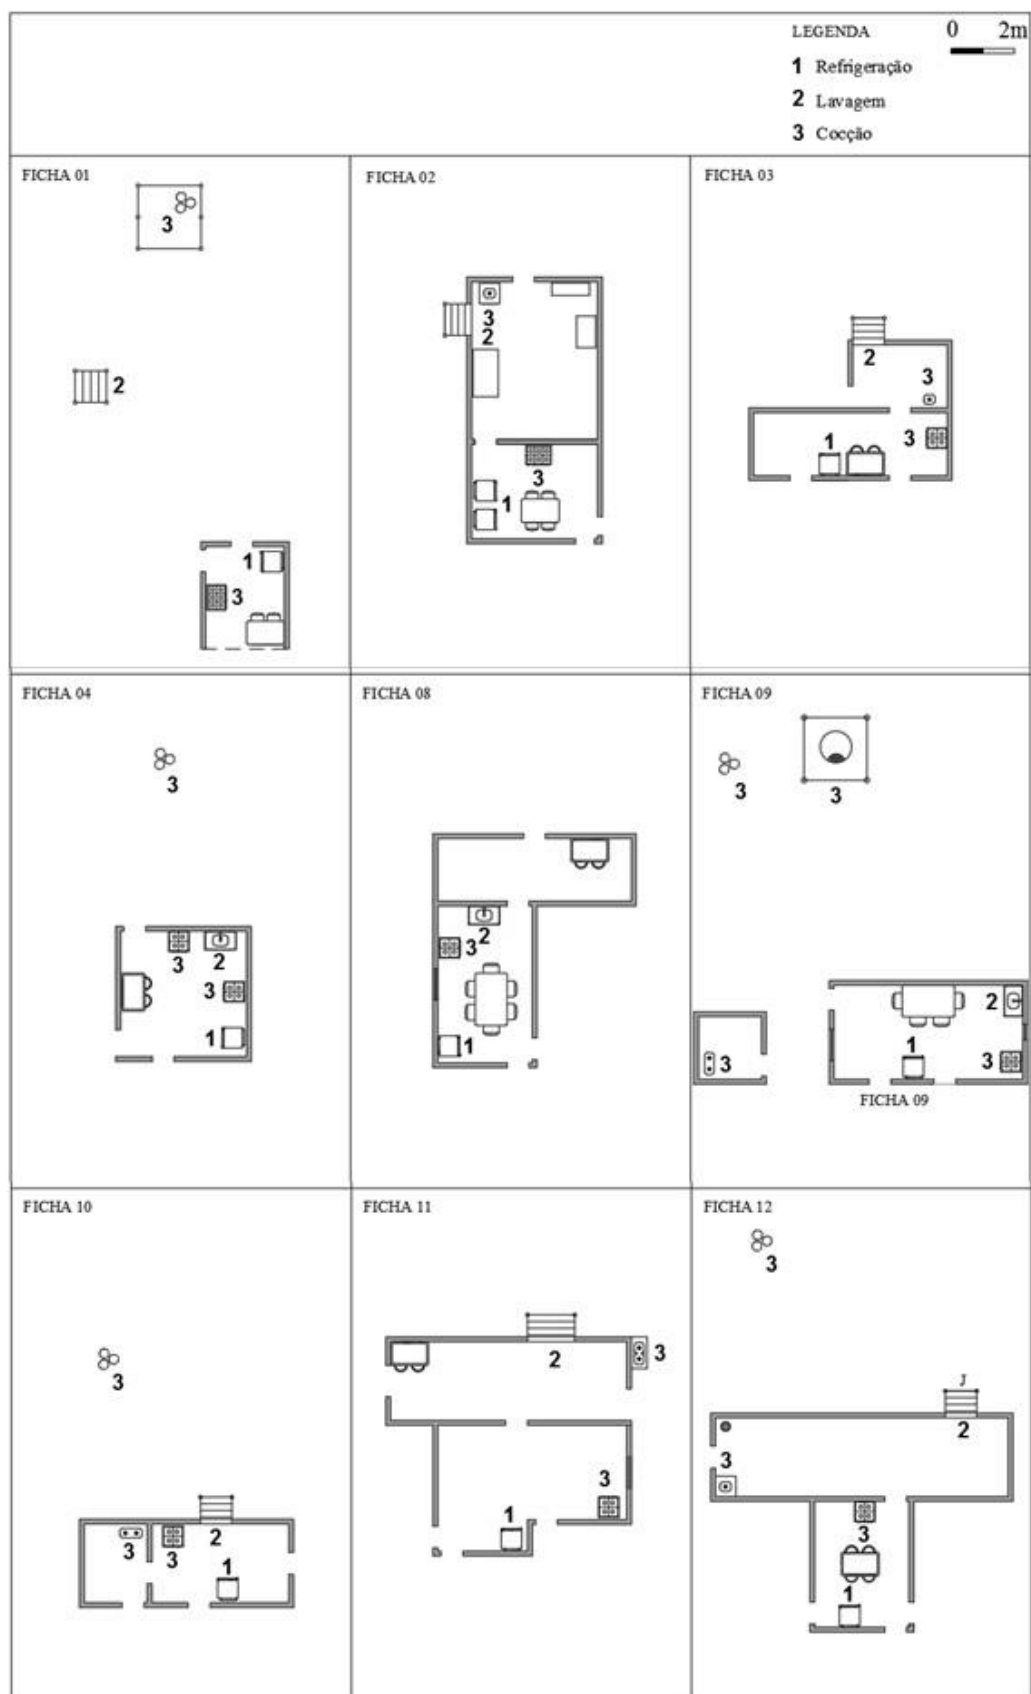 LEGENDA
0 2m
1 Refrigeração
2 Lavagem
3 Cocção
FICHA 01
3
2
1
3
FICHA 02
3
2
3
1
FICHA 03
2
3
3
1
FICHA 04
3
3
2
3
1
FICHA 08
2
3
1
FICHA 09
3
3
2
1
3
3
FICHA 09
FICHA 10
3
2
3
3
1
FICHA 11
2
3
3
1
FICHA 12
3
J
2
3
3
1